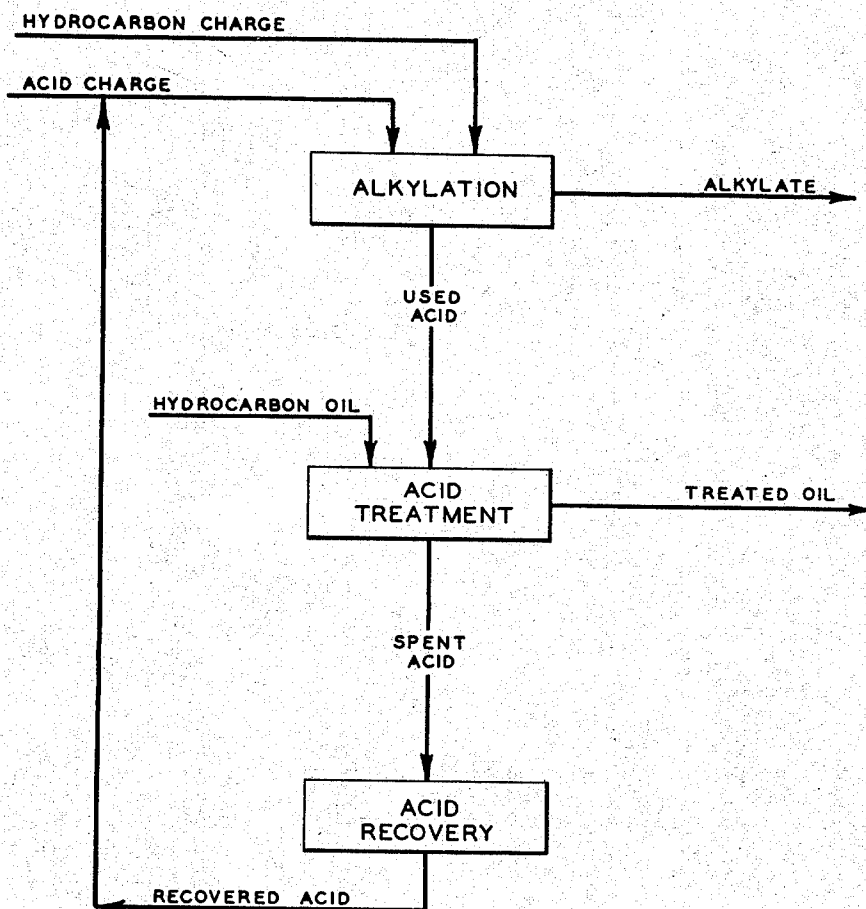 HYDROCARBON CHARGE
ACID CHARGE
ALKYLATION
ALKYLATE
USED
ACID
HYDROCARBON OIL
ACID
TREATMENT
TREATED OIL
SPENT
ACID
ACID
RECOVERY
RECOVERED ACID